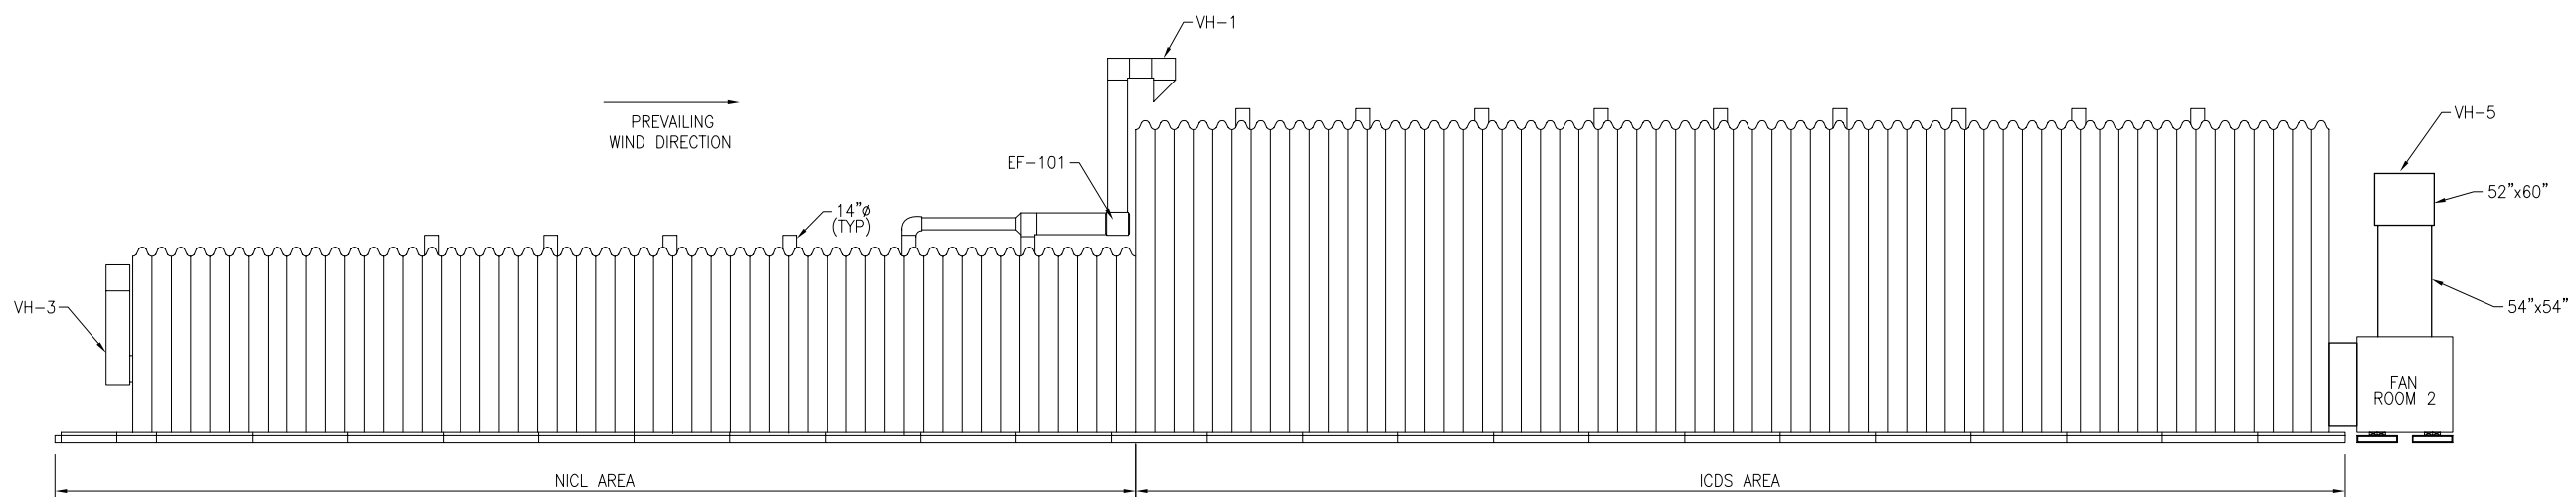 VH-1
PREVAILING
WIND DIRECTION
VH-5
EF-101
52"x60"
14"ø
(TYP)
VH-3
54"x54"
FAN
ROOM 2
NICL AREA
ICDS AREA